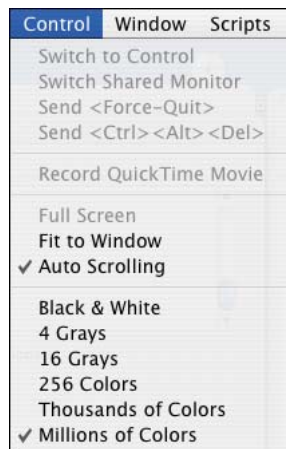 Control Window Scripts
Switch to Control
Switch Shared Monitor
Send <Force-Quit>
Send <Ctrl><Alt><Del>
Record QuickTime Movie
Full Screen
Fit to Window
✓ Auto Scrolling
Black & White
4 Grays
16 Grays
256 Colors
Thousands of Colors
✓ Millions of Colors